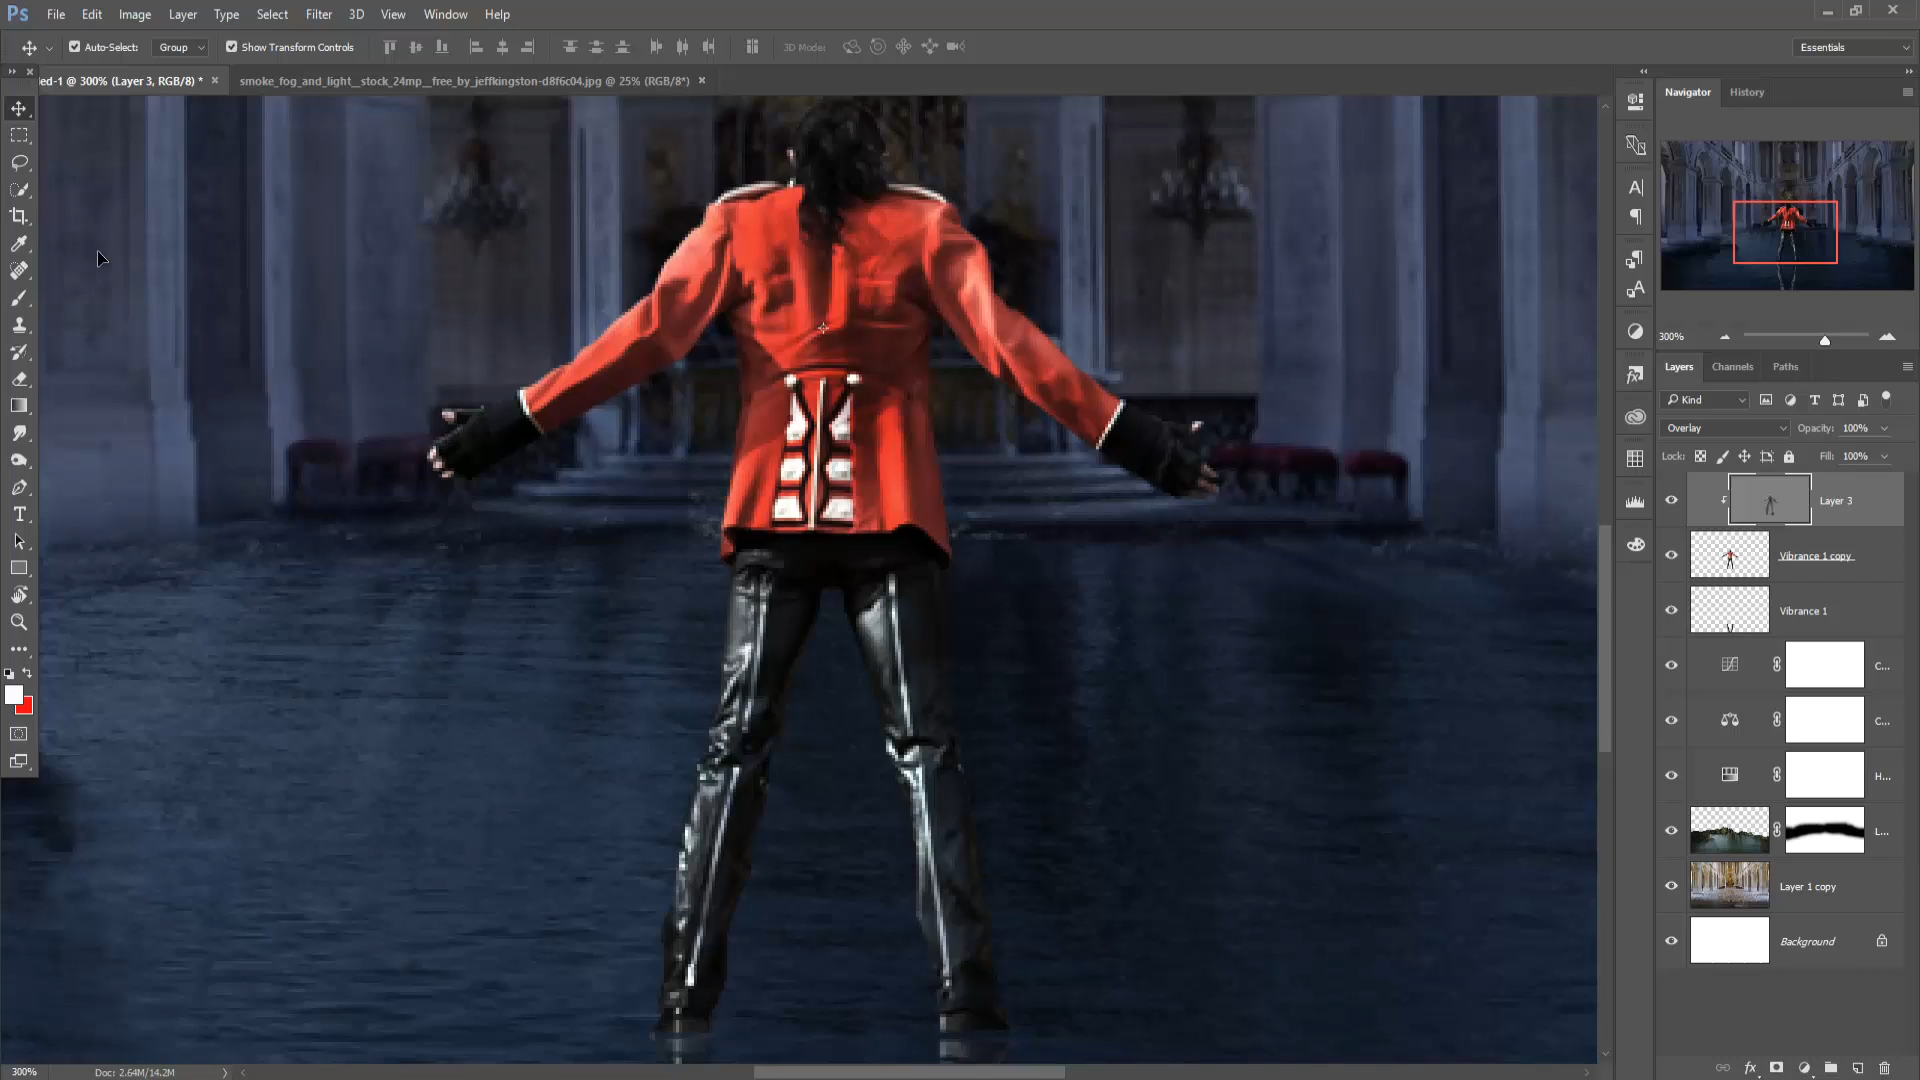 Ps File Edit Image Layer Type Select Filter 3D View Window Help
Auto-Select: Group Show Transform Controls 3D Mode: Essentials
ed-1 @ 300% (Layer 3, RGB/8) * × smoke_fog_and_light__stock_24mp__free_by_jeffkingston-d8f6c04.jpg @ 25% (RGB/8*) ×
Navigator History
300%
Layers Channels Paths
Kind
Overlay Opacity: 100%
Lock: Fill: 100%
Layer 3
Vibrance 1 copy
Vibrance 1
C...
C...
H...
L...
Layer 1 copy
Background
300% Doc: 2.64M/14.2M